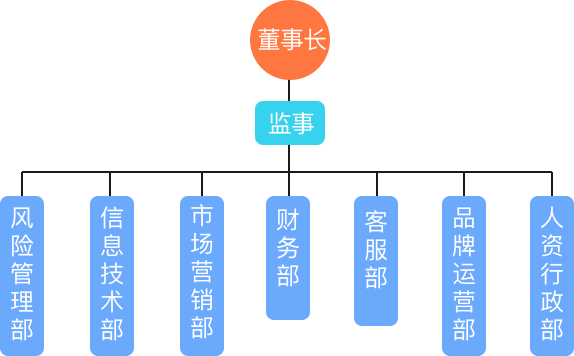 董事长
监事
风险管理部
信息技术部
市场营销部
财务部
客服部
品牌运营部
人资行政部